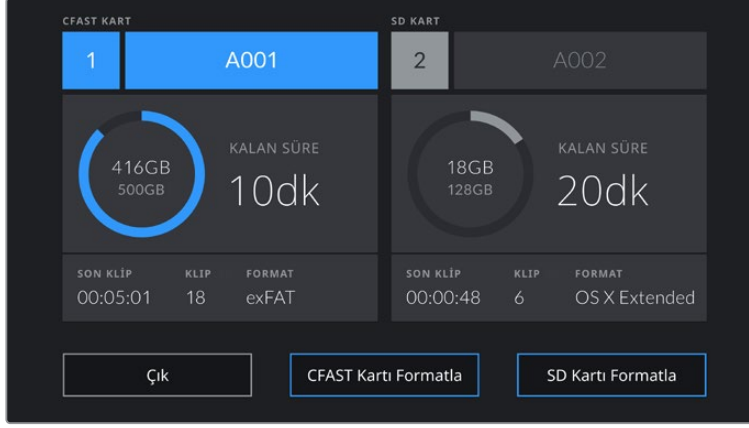 CFAST KART
1
A001
416GB
500GB
KALAN SÜRE
10dk
SON KLİP KLIP FORMAT
00:05:01 18 exFAT
SD KART
2
A002
18GB
128GB
KALAN SÜRE
20dk
SON KLİP KLIP FORMAT
00:00:48 6 OS X Extended
Çık
CFAST Kartı Formatla
SD Kartı Formatla